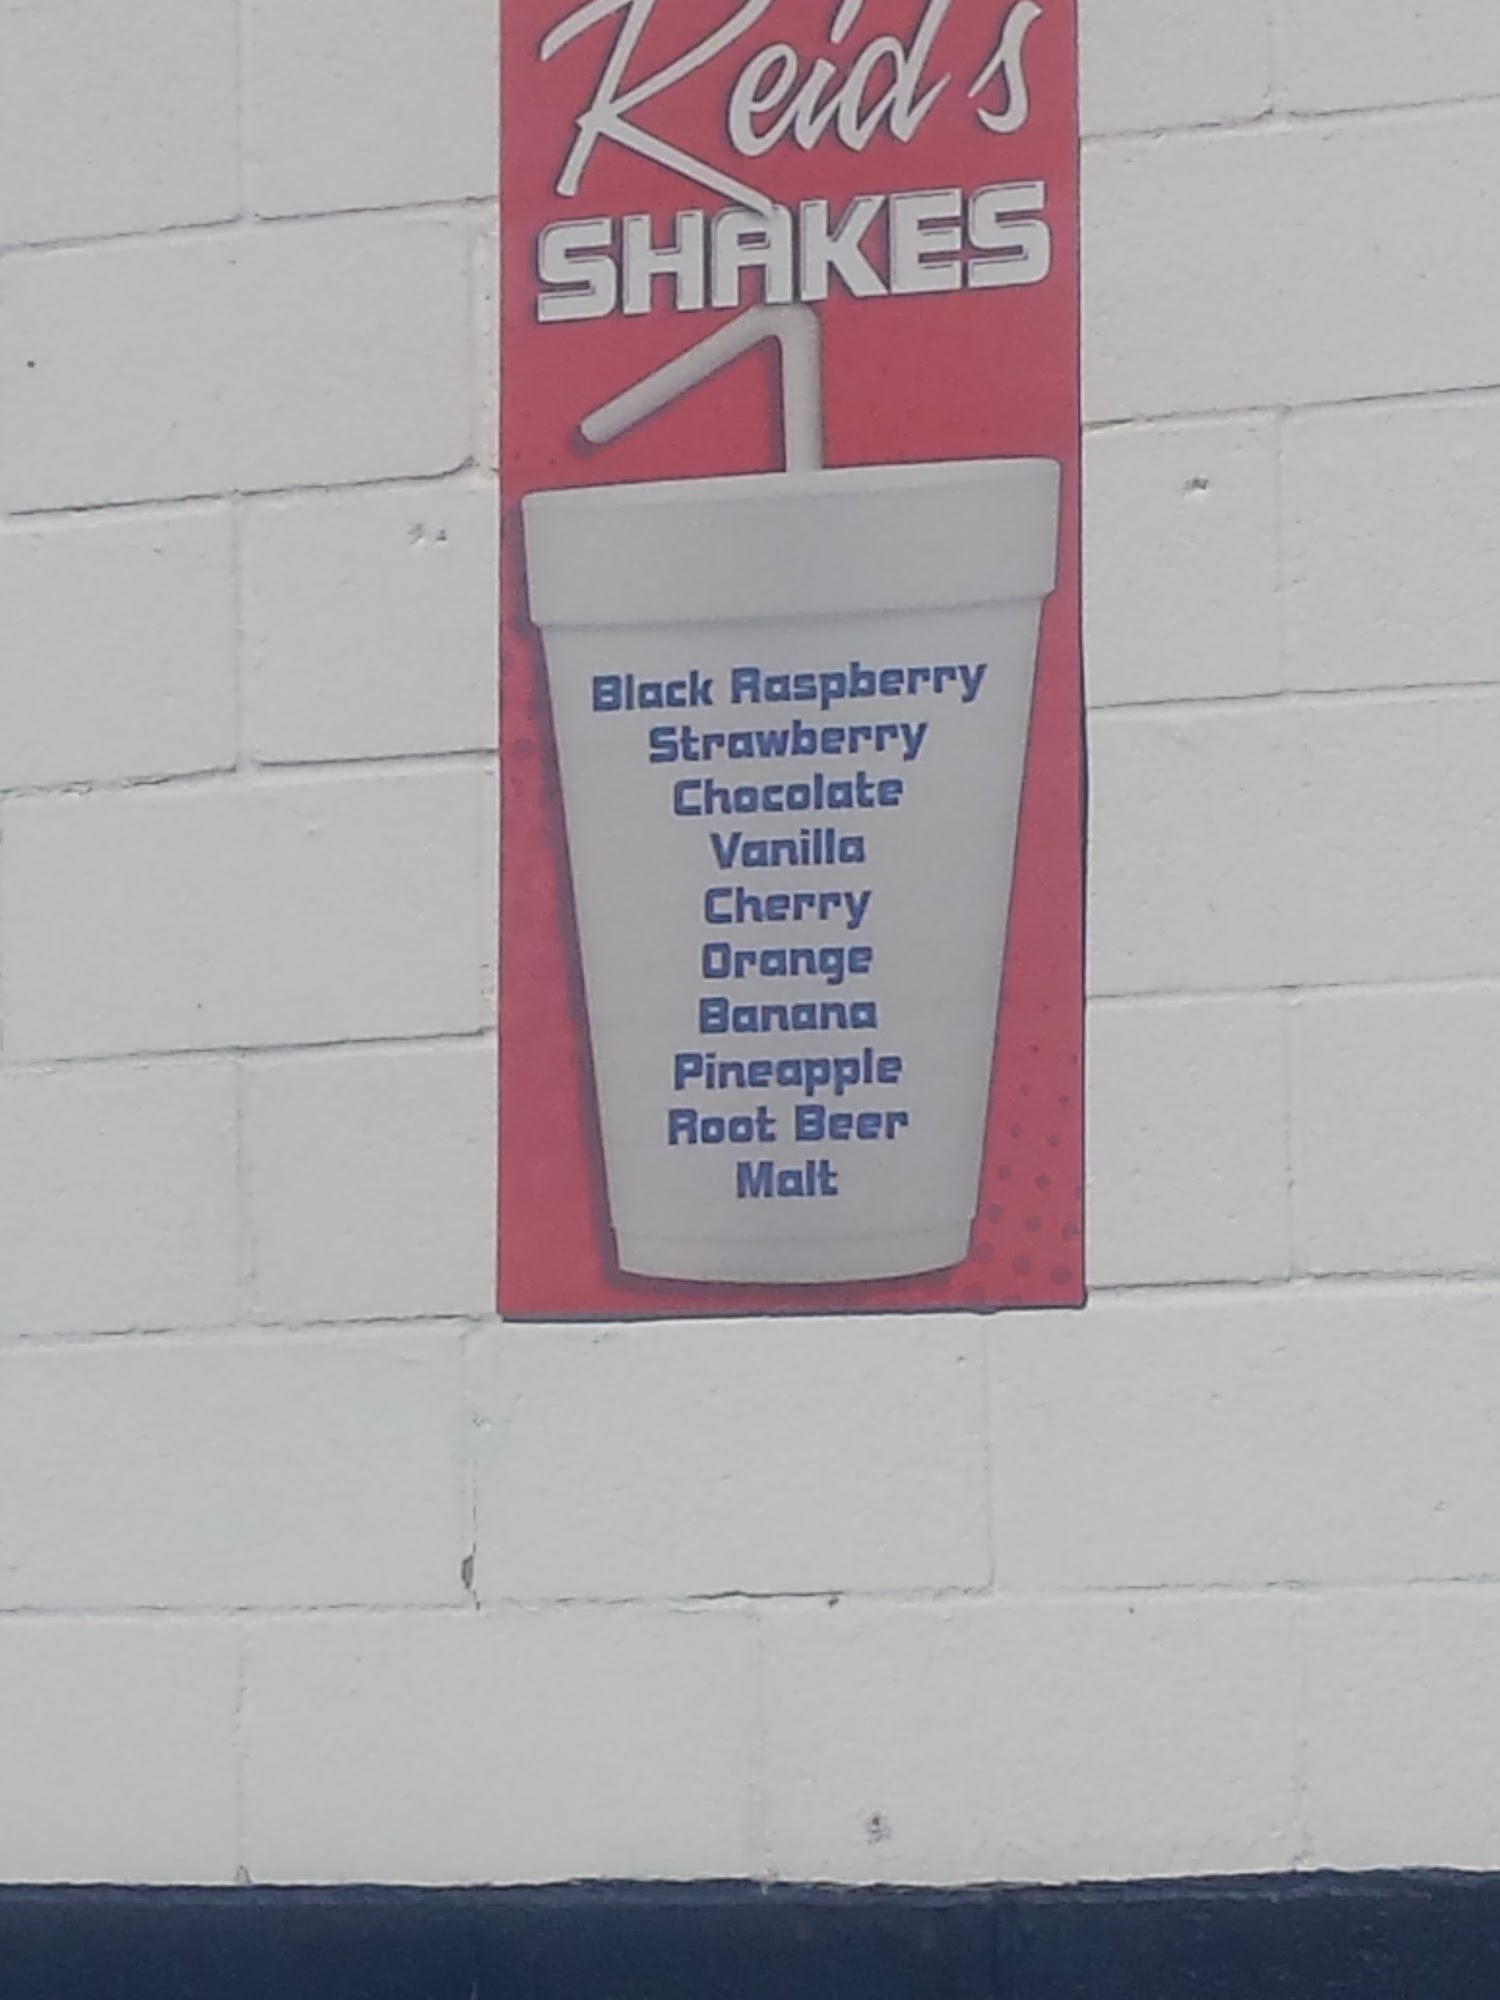 Reid's
SHAKES
Black Raspberry
Strawberry
Chocolate
Vanilla
Cherry
Orange
Banana
Pineapple
Root Beer
Malt